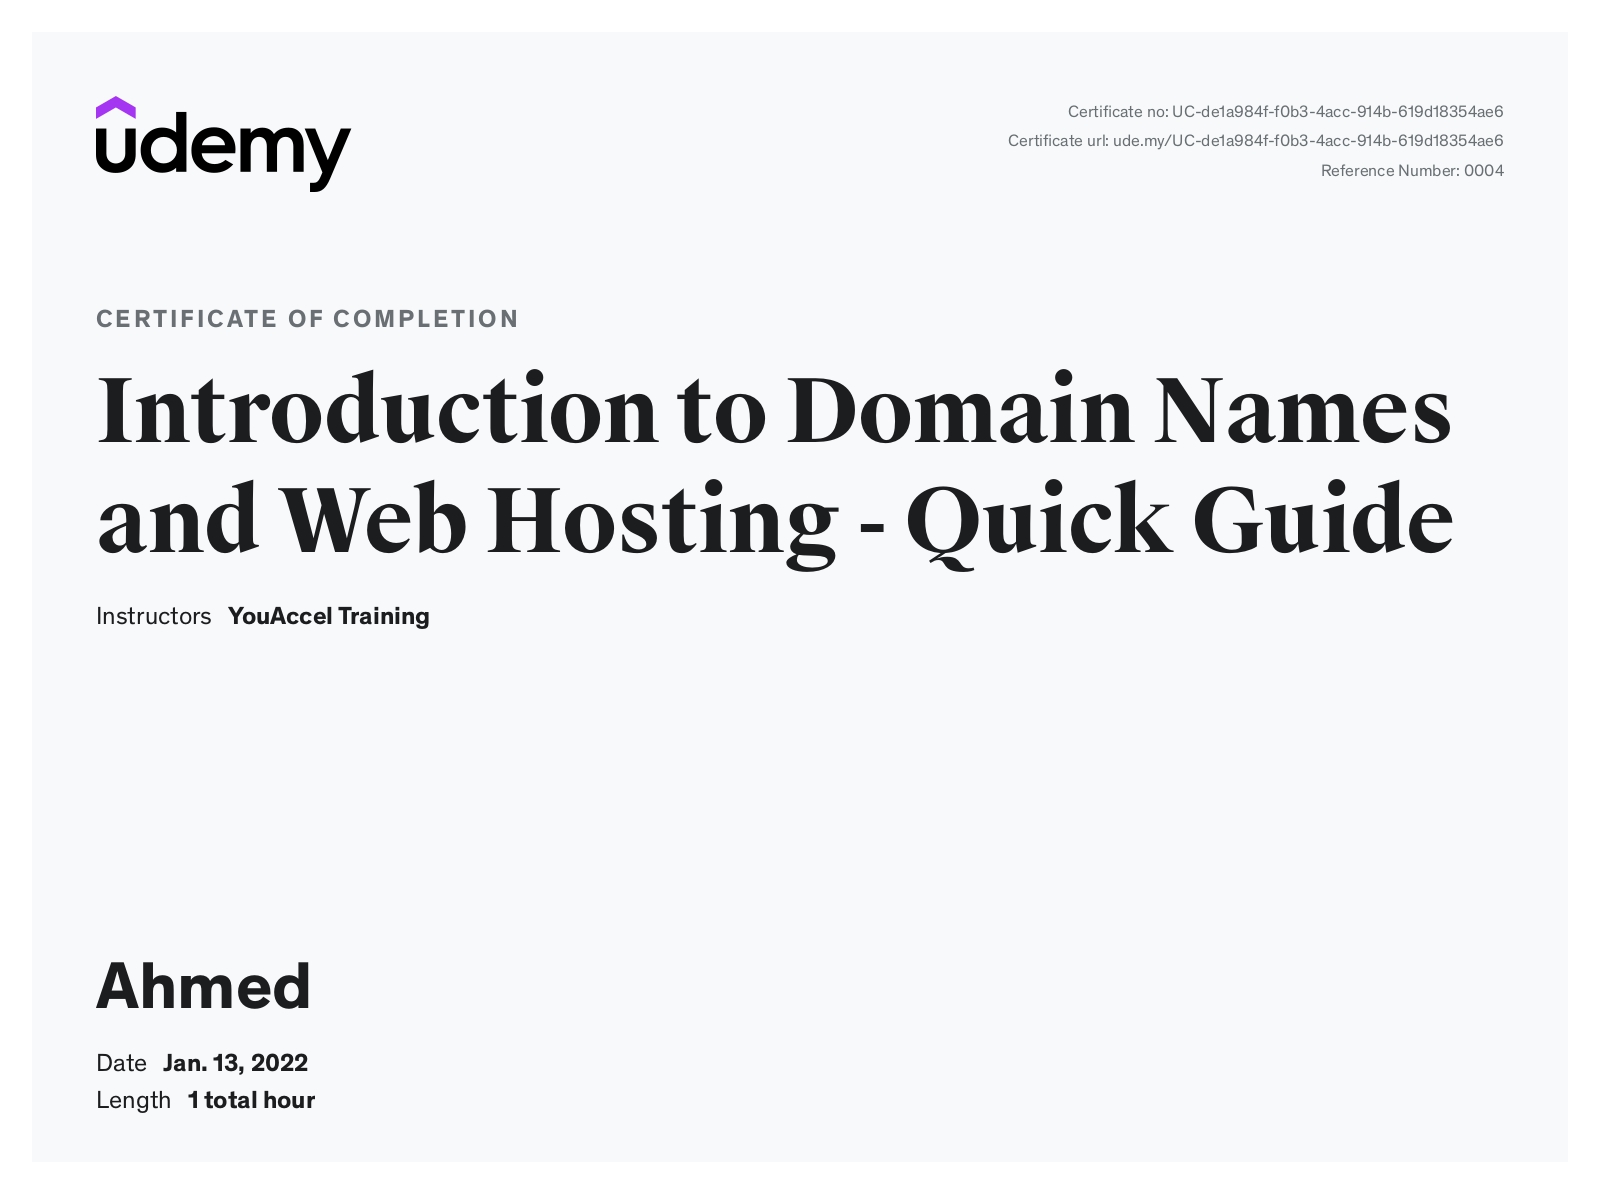 udemy
Certificate no: UC-de1a984f-f0b3-4acc-914b-619d18354ae6
Certificate url: ude.my/UC-de1a984f-f0b3-4acc-914b-619d18354ae6
Reference Number: 0004
CERTIFICATE OF COMPLETION
Introduction to Domain Names
and Web Hosting - Quick Guide
Instructors YouAccel Training
Ahmed
Date Jan. 13, 2022
Length 1 total hour